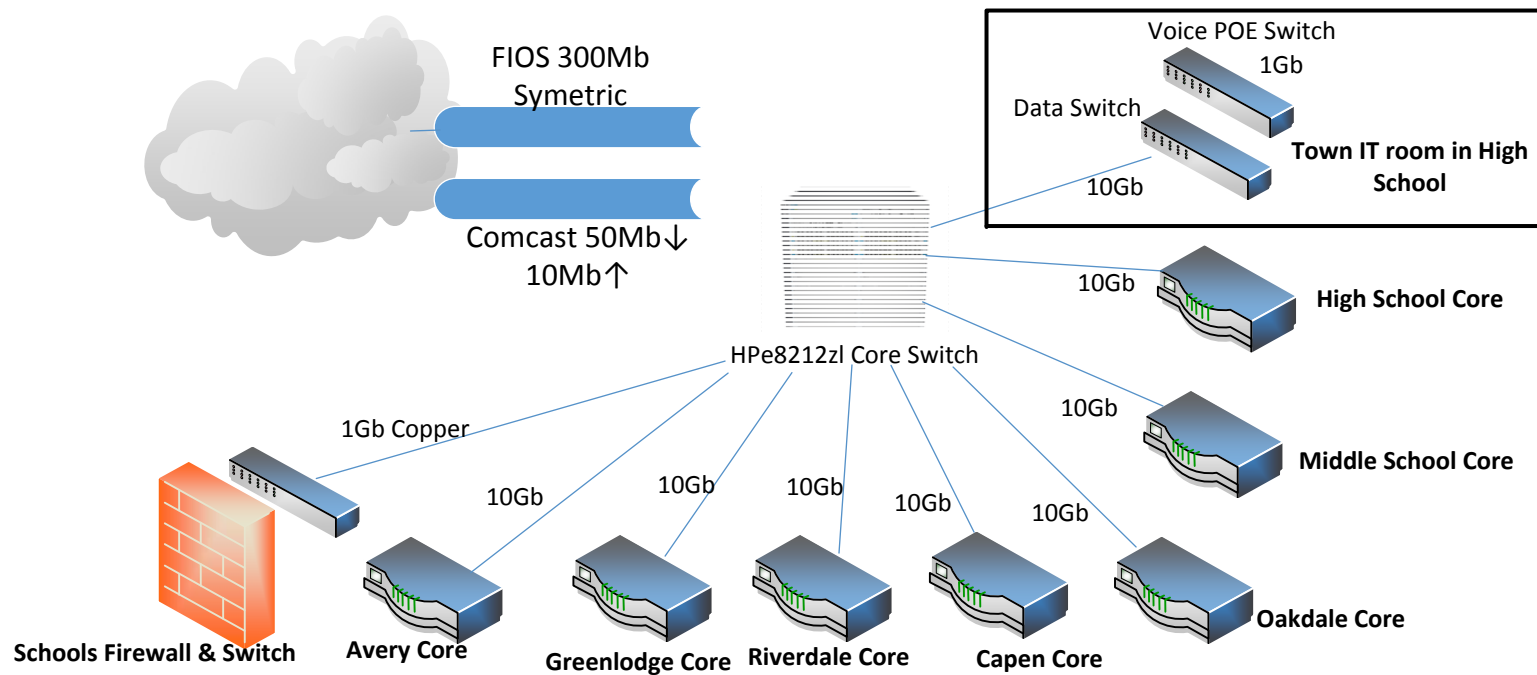 FIOS 300Mb
Symetric
Comcast 50Mb↓
10Mb↑
Voice POE Switch
1Gb
Data Switch
Town IT room in High
School
10Gb
10Gb
High School Core
HPe8212zl Core Switch
10Gb
Middle School Core
1Gb Copper
10Gb
10Gb
10Gb
10Gb
10Gb
Schools Firewall & Switch
Avery Core
Greenlodge Core
Riverdale Core
Capen Core
Oakdale Core